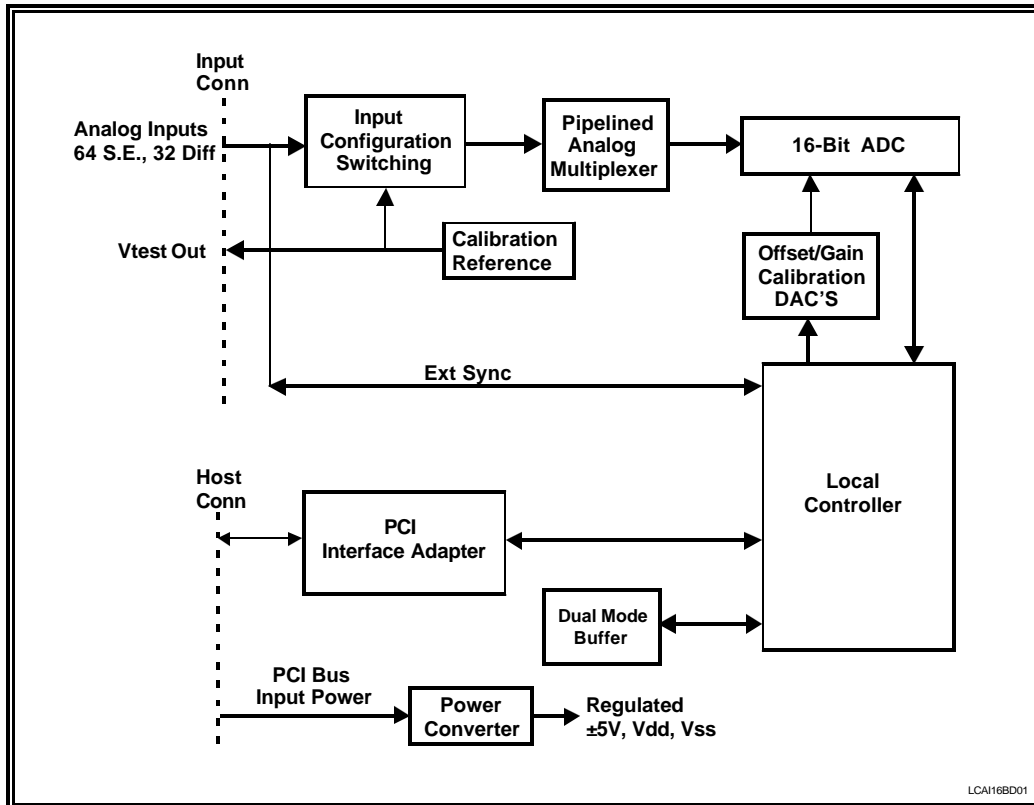 Input
Conn
Analog Inputs
64 S.E., 32 Diff
Input
Configuration
Switching
Pipelined
Analog
Multiplexer
16-Bit ADC
Vtest Out
Calibration
Reference
Offset/Gain
Calibration
DAC'S
Ext Sync
Local
Controller
Host
Conn
PCI
Interface Adapter
Dual Mode
Buffer
PCI Bus
Input Power
Power
Converter
Regulated
±5V, Vdd, Vss
LCAI16BD01